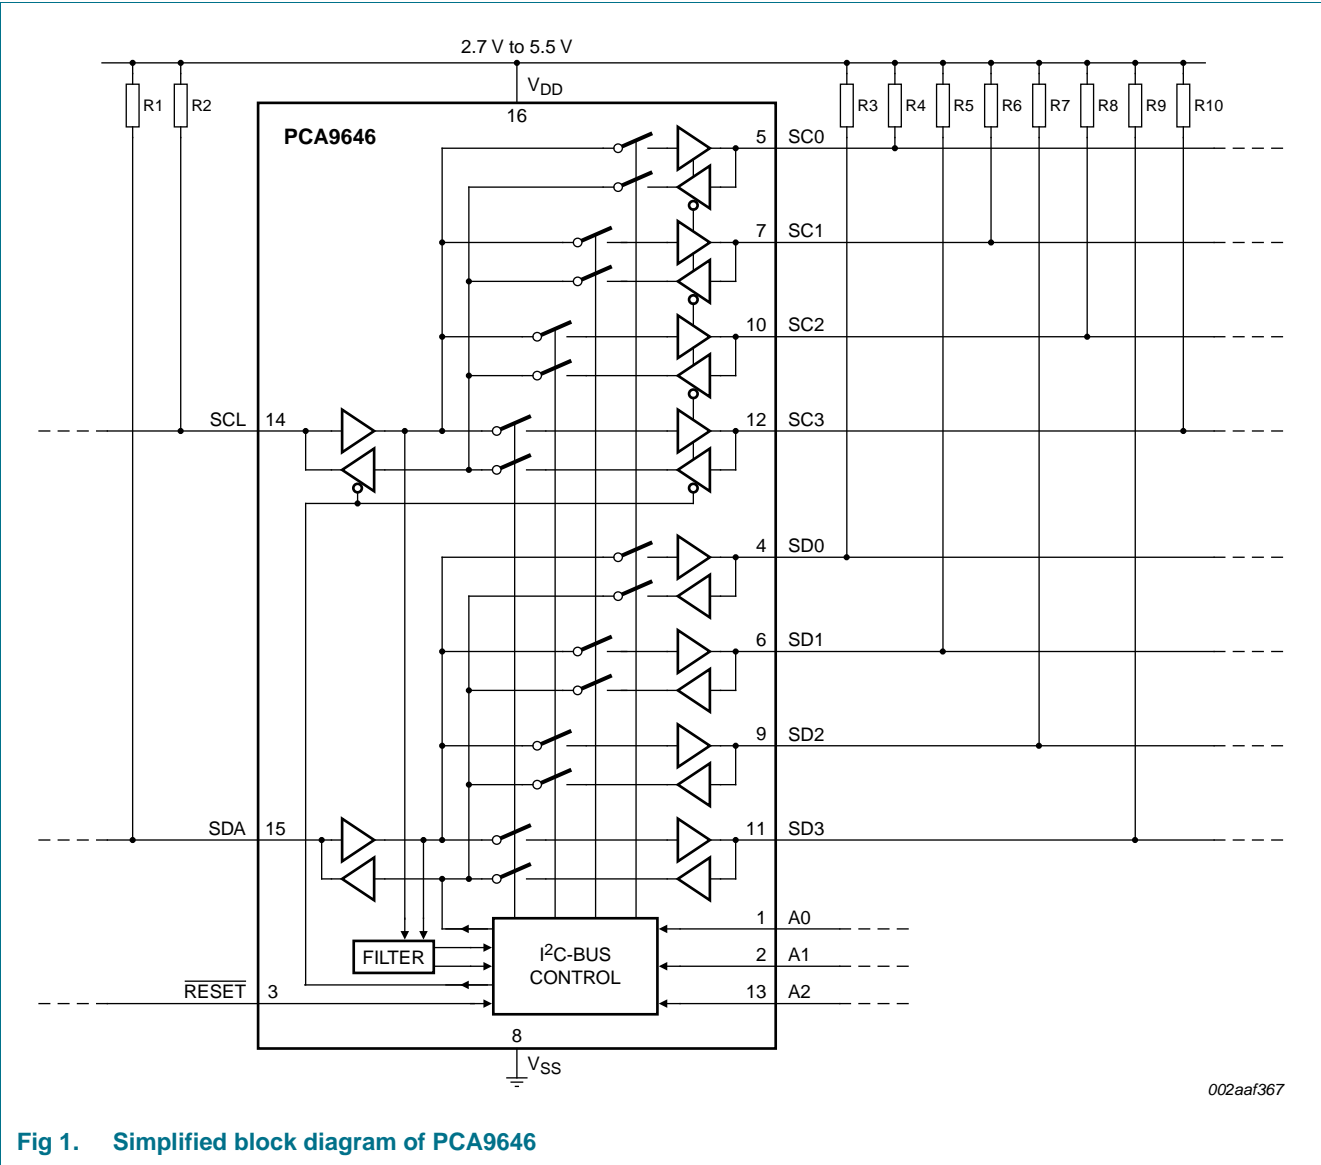 2.7 V to 5.5 V
VDD
R1 R2 R3 R4 R5 R6 R7 R8 R9 R10
16
PCA9646
5 SC0
7 SC1
10 SC2
SCL 14 12 SC3
4 SD0
6 SD1
9 SD2
SDA 15 11 SD3
1 A0
I2C-BUS
FILTER 2 A1
CONTROL
RESET 3 13 A2
8
VSS
002aaf367
Fig 1. Simplified block diagram of PCA9646